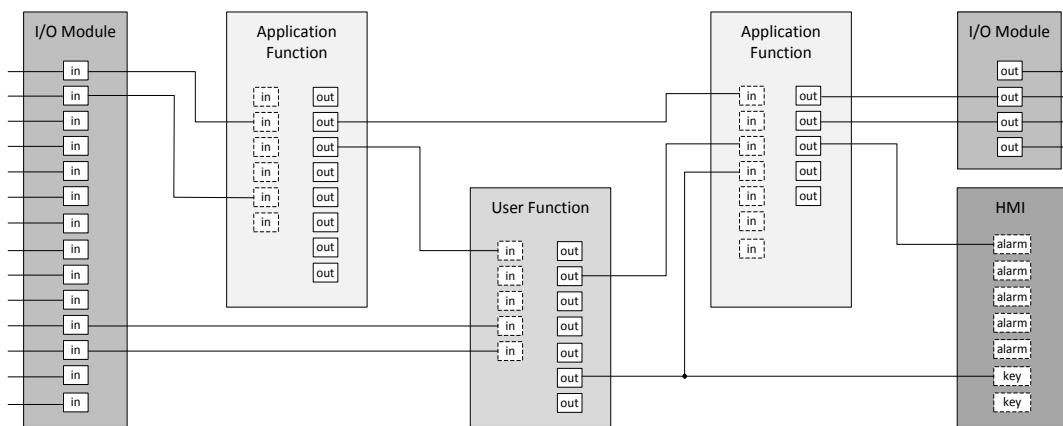 I/O Module
in
in
in
in
in
in
in
in
in
in
in
in
in
in
Application
Function
in out
in out
in out
in out
in out
in out
out
out
User Function
in out
in out
in out
in out
in out
out
out
Application
Function
in out
in out
in out
in out
in out
in
in
I/O Module
out
out
out
out
HMI
alarm
alarm
alarm
alarm
alarm
key
key